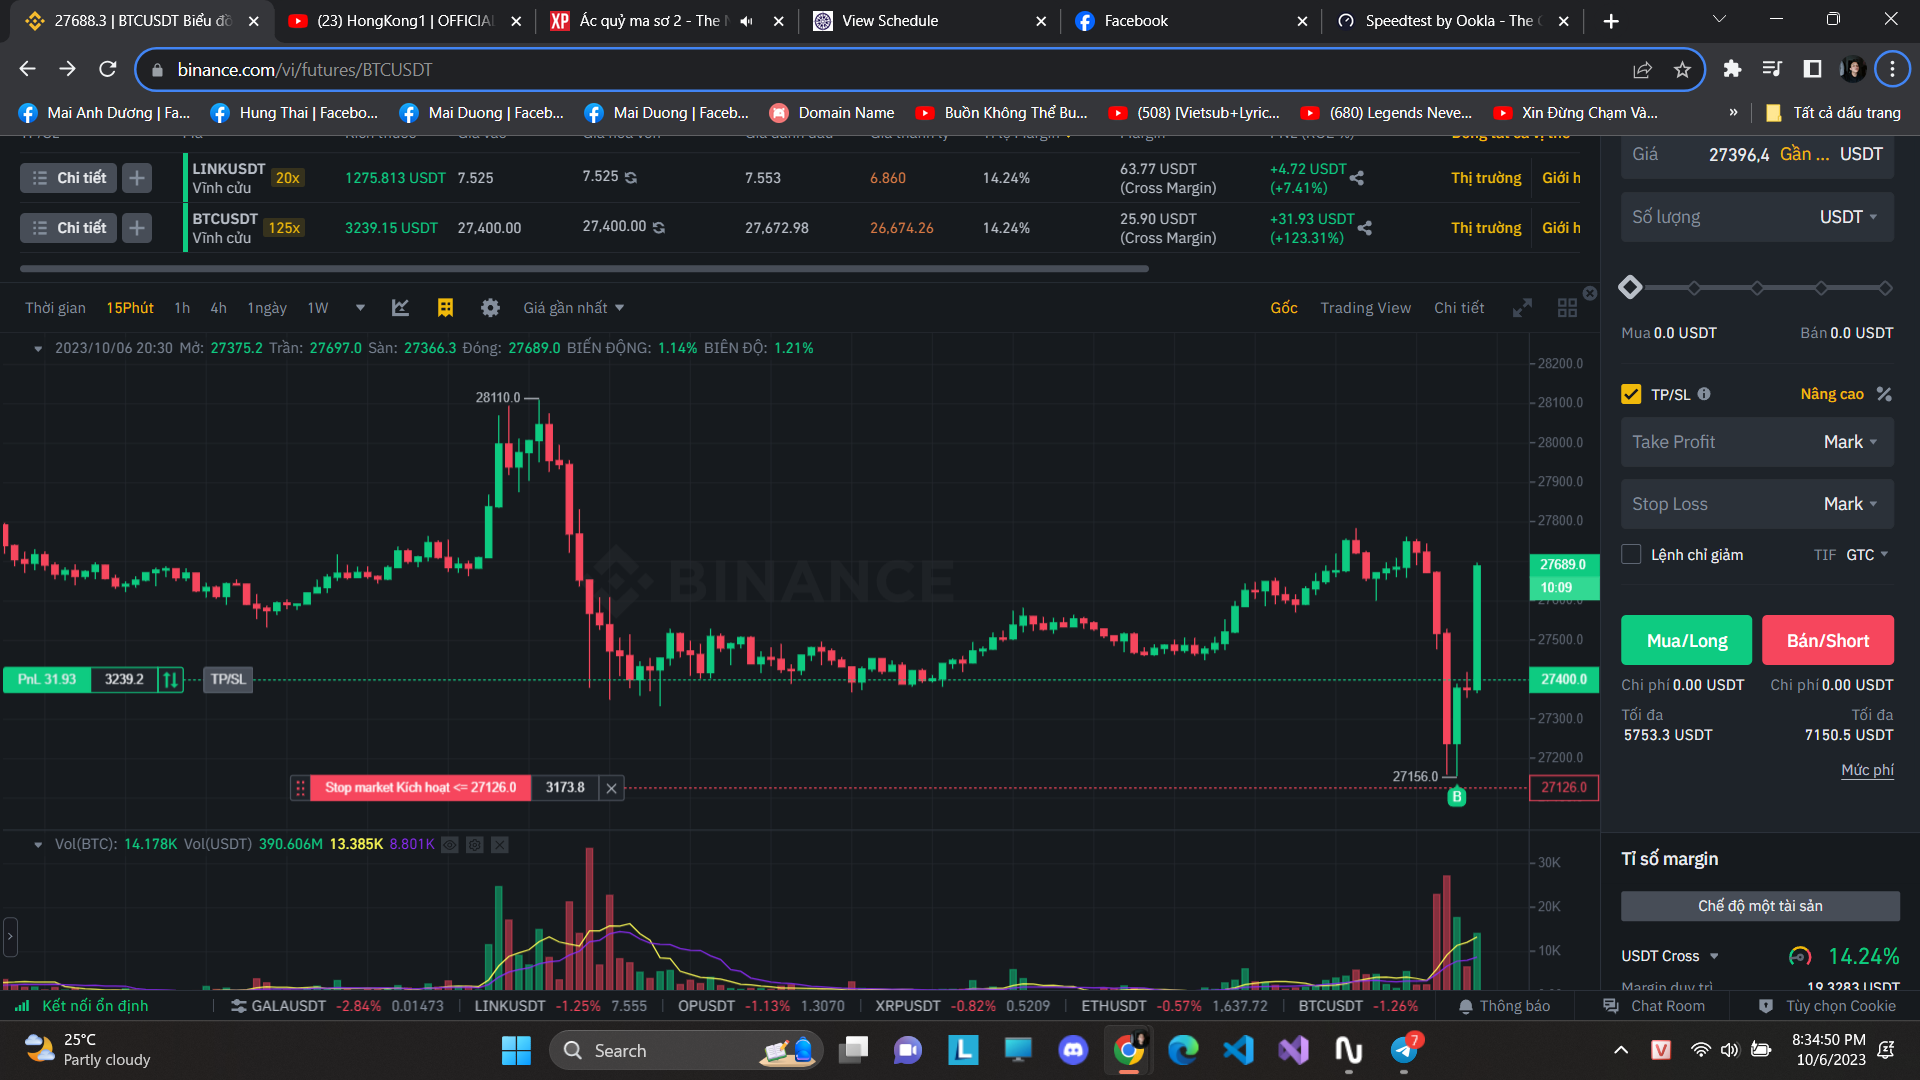 27688.3 | BTCUSDT Biểu đồ
(23) HongKong1 | OFFICIAL
Ác quỷ ma sơ 2 - The N
View Schedule
Facebook
Speedtest by Ookla - The G
binance.com/vi/futures/BTCUSDT
Mai Anh Dương | Fa...
Hung Thai | Facebo...
Mai Duong | Faceb...
Mai Duong | Faceb...
Domain Name
Buồn Không Thể Bu...
(508) [Vietsub+Lyric...
(680) Legends Neve...
Xin Đừng Chạm Và...
»
Tất cả dấu trang
Chi tiết
LINKUSDT 20x
Vĩnh cửu
1275.813 USDT
7.525
7.525
7.553
6.860
14.24%
63.77 USDT
(Cross Margin)
+4.72 USDT
(+7.41%)
Thị trường
Giới h
Chi tiết
BTCUSDT 125x
Vĩnh cửu
3239.15 USDT
27,400.00
27,400.00
27,672.98
26,674.26
14.24%
25.90 USDT
(Cross Margin)
+31.93 USDT
(+123.31%)
Thị trường
Giới h
Giá 27396,4 Gần ... USDT
Số lượng USDT
Mua 0.0 USDT
Bán 0.0 USDT
TP/SL
Nâng cao
Take Profit Mark
Stop Loss Mark
Lệnh chỉ giảm
TIF GTC
Mua/Long
Bán/Short
Chi phí 0.00 USDT
Chi phí 0.00 USDT
Tối đa
Tối đa
5753.3 USDT
7150.5 USDT
Mức phí
Tỉ số margin
Chế độ một tài sản
USDT Cross
14.24%
Margin duy trì
19.3283 USDT
Thời gian 15Phút 1h 4h 1ngày 1W
Giá gần nhất
Gốc Trading View Chi tiết
2023/10/06 20:30 Mở: 27375.2 Trần: 27697.0 Sàn: 27366.3 Đóng: 27689.0 BIẾN ĐỘNG: 1.14% BIÊN ĐỘ: 1.21%
28110.0
BINANCE
28200.0
28100.0
28000.0
27900.0
27800.0
27689.0
10:09
27600.0
27500.0
27400.0
27300.0
27200.0
27126.0
PnL 31.93 3239.2
TP/SL
27156.0
B
Stop market Kích hoạt <= 27126.0 3173.8
Vol(BTC): 14.178K Vol(USDT) 390.606M 13.385K 8.801K
30K
20K
10K
Kết nối ổn định
GALAUSDT -2.84% 0.01473
LINKUSDT -1.25% 7.555
OPUSDT -1.13% 1.3070
XRPUSDT -0.82% 0.5209
ETHUSDT -0.57% 1,637.72
BTCUSDT -1.26%
Thông báo
Chat Room
Tùy chọn Cookie
25°C
Partly cloudy
Search
L
7
V
8:34:50 PM
10/6/2023